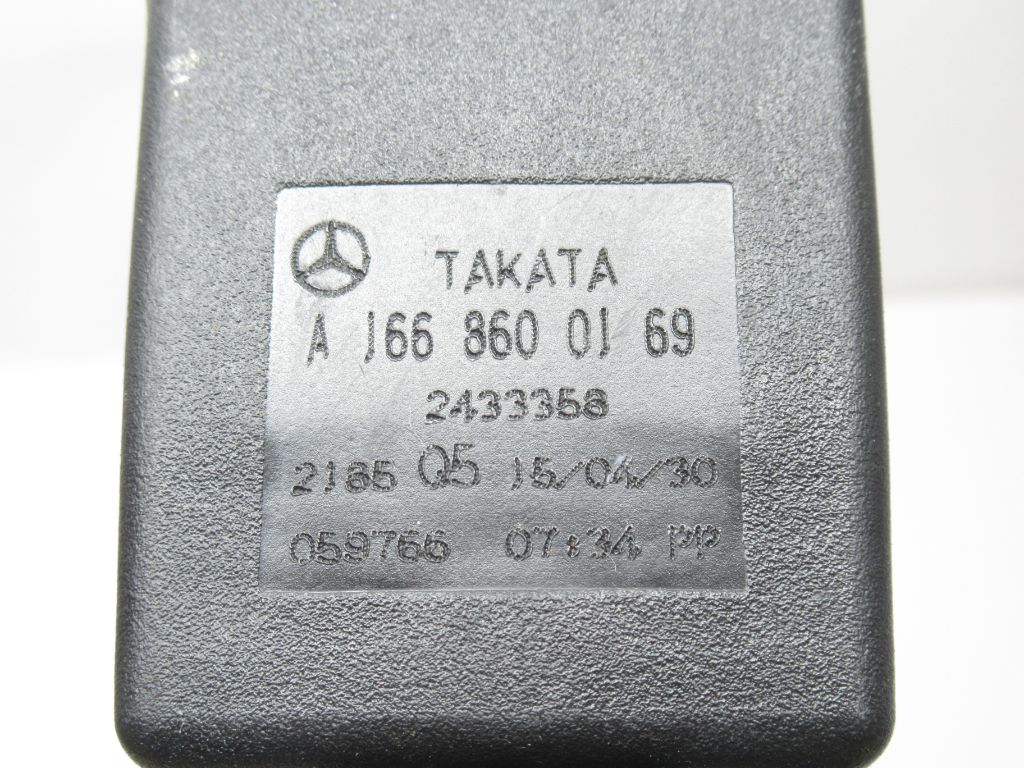 TAKATA
A 166 860 01 69
2433358
2185 Q5 15/04/30
059766 07:34 PP